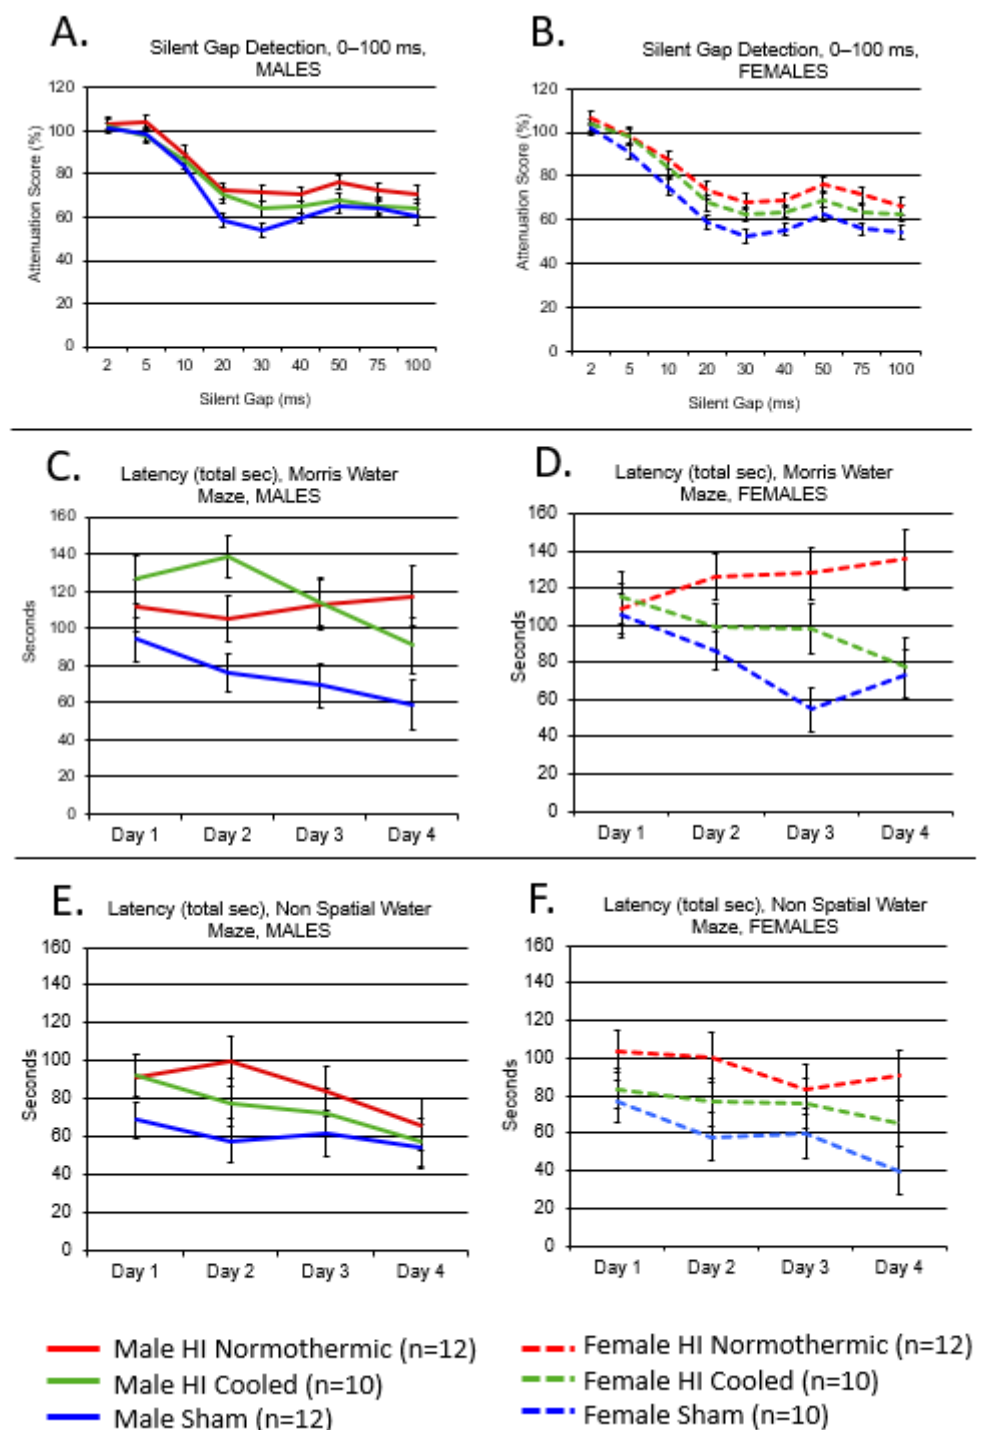 A.
Silent Gap Detection, 0–100 ms,
MALES
120
100
80
60
40
20
0
Attenuation Score (%)
2 5 10 20 30 40 50 75 100
Silent Gap (ms)
B.
Silent Gap Detection, 0–100 ms,
FEMALES
120
100
80
60
40
20
0
Attenuation Score (%)
2 5 10 20 30 40 50 75 100
Silent Gap (ms)
C.
Latency (total sec), Morris Water
Maze, MALES
160
140
120
100
80
60
40
20
0
Seconds
Day 1 Day 2 Day 3 Day 4
D.
Latency (total sec), Morris Water
Maze, FEMALES
160
140
120
100
80
60
40
20
0
Seconds
Day 1 Day 2 Day 3 Day 4
E.
Latency (total sec), Non Spatial Water
Maze, MALES
160
140
120
100
80
60
40
20
0
Seconds
Day 1 Day 2 Day 3 Day 4
F.
Latency (total sec), Non Spatial Water
Maze, FEMALES
160
140
120
100
80
60
40
20
0
Seconds
Day 1 Day 2 Day 3 Day 4
Male HI Normothermic (n=12)
Male HI Cooled (n=10)
Male Sham (n=12)
Female HI Normothermic (n=12)
Female HI Cooled (n=10)
Female Sham (n=10)